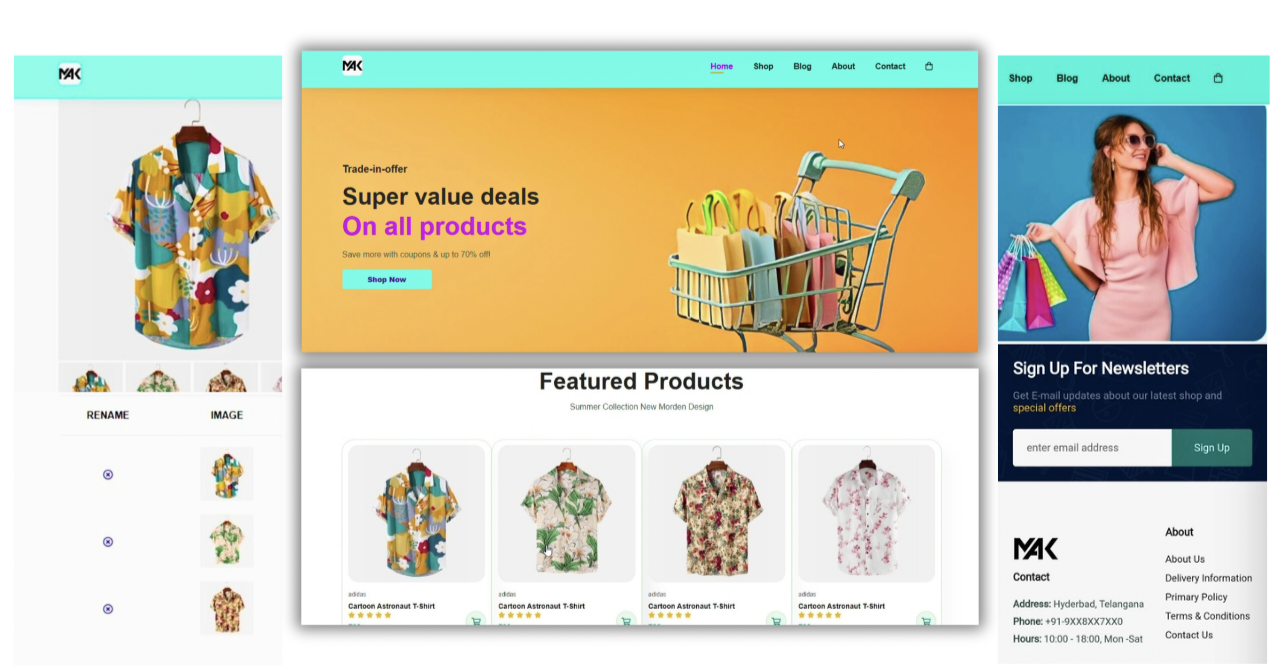 MAK
RENAME IMAGE
MAK
Home Shop Blog About Contact
Trade-in-offer
Super value deals
On all products
Save more with coupons & up to 70% off!
Shop Now
Featured Products
Summer Collection New Morden Design
adidas
Cartoon Astronaut T-Shirt
adidas
Cartoon Astronaut T-Shirt
adidas
Cartoon Astronaut T-Shirt
adidas
Cartoon Astronaut T-Shirt
Shop Blog About Contact
Sign Up For Newsletters
Get E-mail updates about our latest shop and
special offers
enter email address
Sign Up
MAK
Contact
Address: Hyderbad, Telangana
Phone: +91-9XX8XX7XX0
Hours: 10:00 - 18:00, Mon -Sat
About
About Us
Delivery Information
Primary Policy
Terms & Conditions
Contact Us